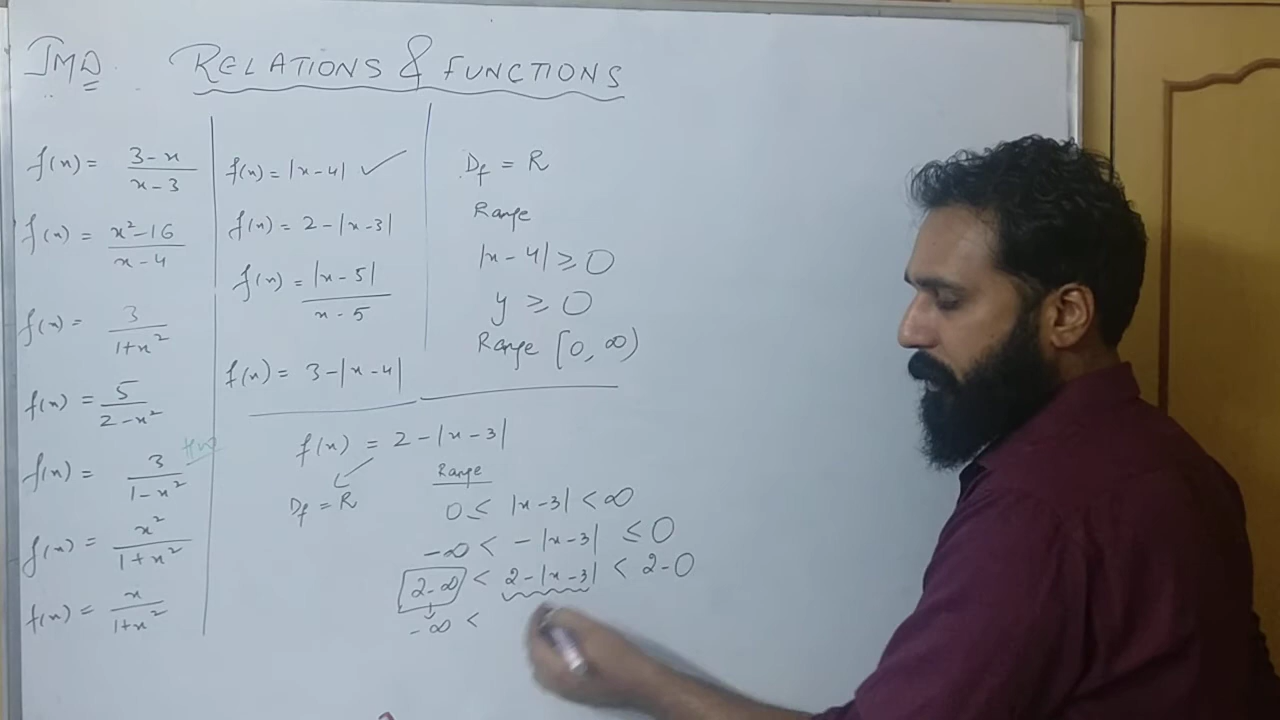 JMD. RELATIONS & FUNCTIONS
f(x) = 3-x / x-3
f(x) = x²-16 / x-4
f(x) = 3 / 1+x²
f(x) = 5 / 2-x²
f(x) = 3 / 1-x² HW
f(x) = x² / 1+x²
f(x) = x / 1+x²
f(x) = |x-4| ✓
f(x) = 2-|x-3|
f(x) = |x-5| / x-5
f(x) = 3-|x-4|
Df = R
Range
|x-4| ≥ 0
y ≥ 0
Range [0, ∞)
f(x) = 2-|x-3|
Df = R
Range
0 ≤ |x-3| < ∞
-∞ < -|x-3| ≤ 0
2-∞ < 2-|x-3| < 2-0
-∞ <